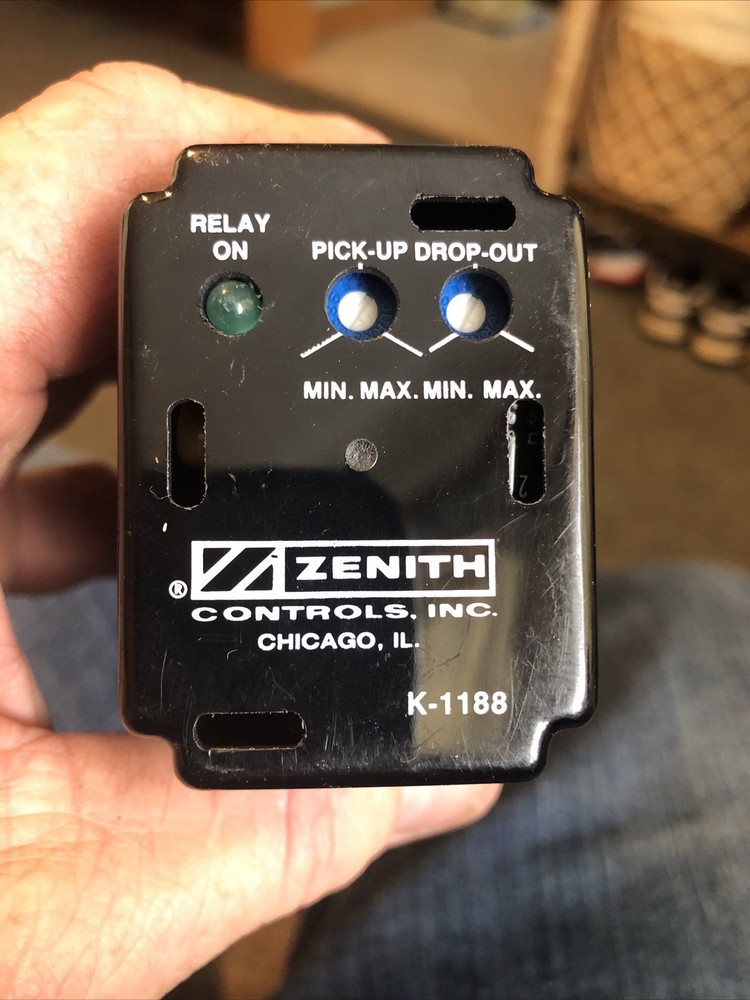 RELAY
ON
PICK-UP DROP-OUT
MIN. MAX. MIN. MAX.
ZENITH
®
CONTROLS, INC.
CHICAGO, IL.
K-1188